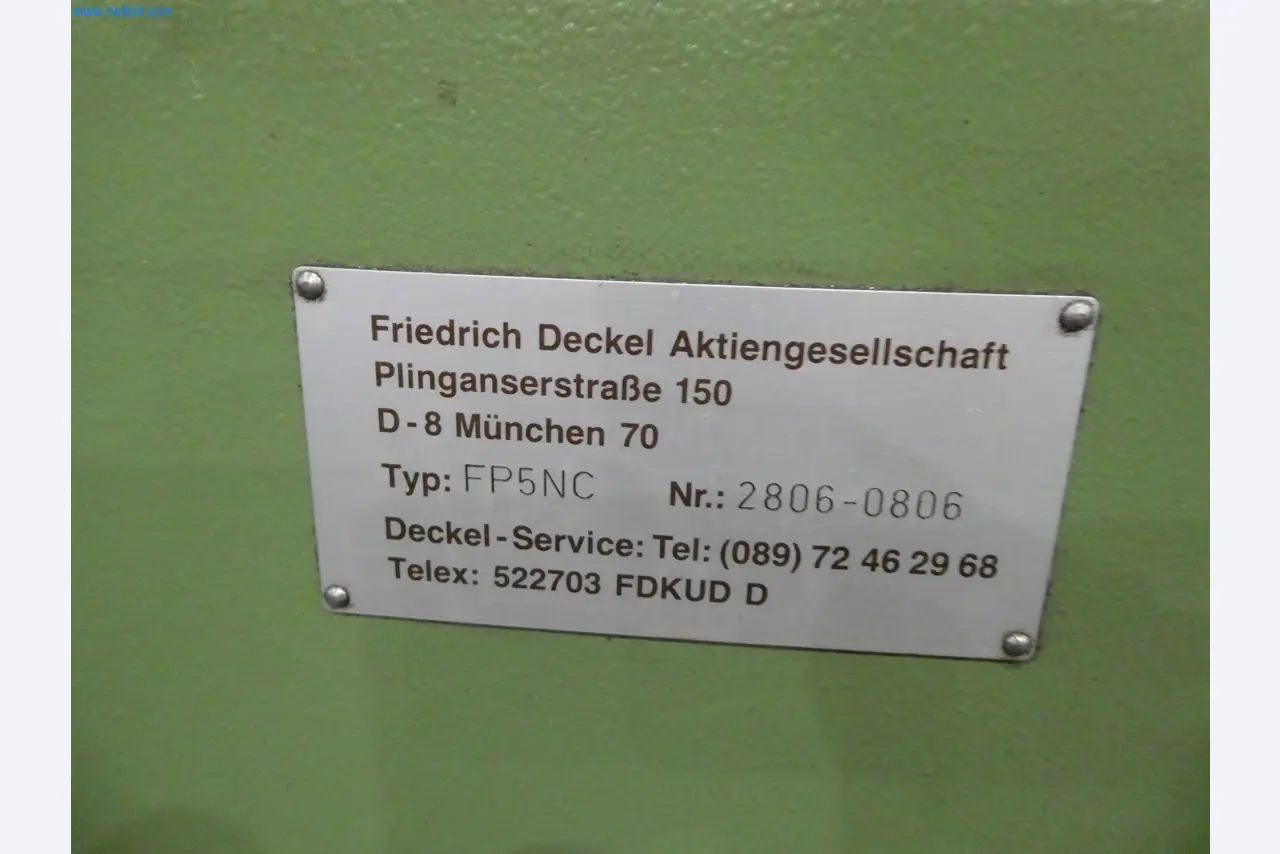 Friedrich Deckel Aktiengesellschaft
Plinganserstraße 150
D-8 München 70
Typ: FP5NC Nr.: 2806-0806
Deckel-Service: Tel: (089) 72 46 29 68
Telex: 522703 FDKUD D